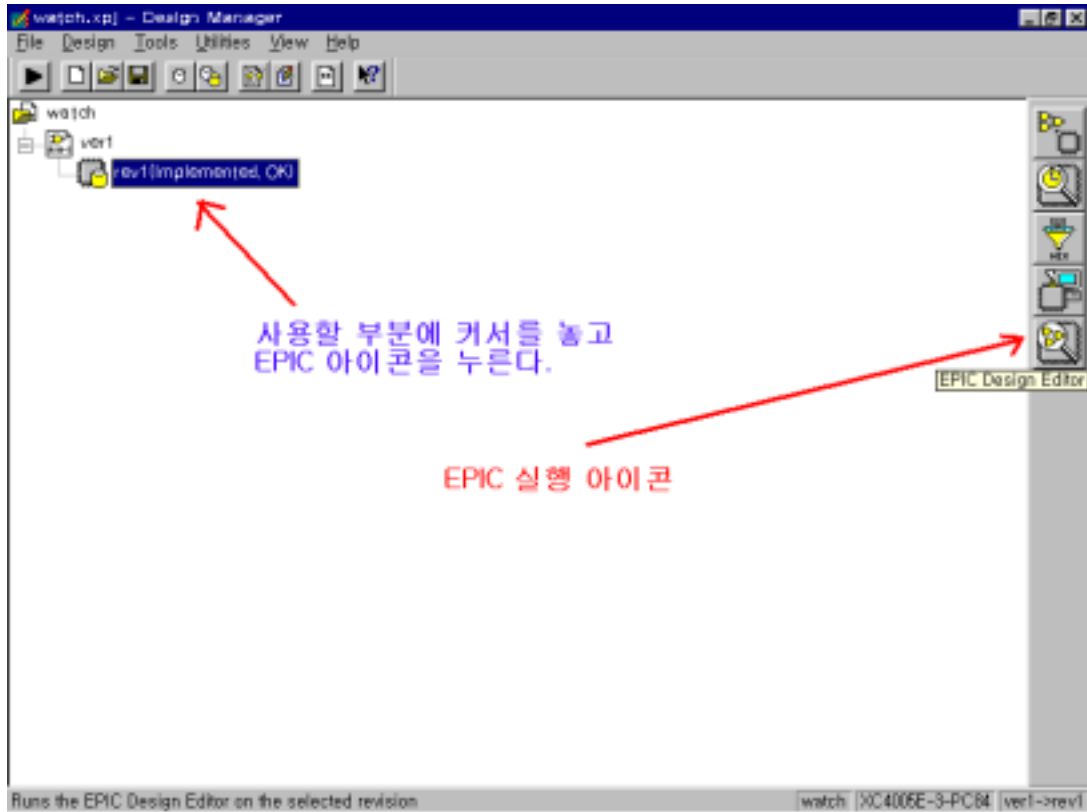 watch.xpj - Design Manager
File Design Tools Utilities View Help
watch
ver1
rev1(Implemented, OK)
HEX
사용할 부분에 커서를 놓고
EPIC 아이콘을 누른다.
EPIC Design Editor
EPIC 실행 아이콘
Runs the EPIC Design Editor on the selected revision
watch XC4005E-3-PC84 ver1->rev1